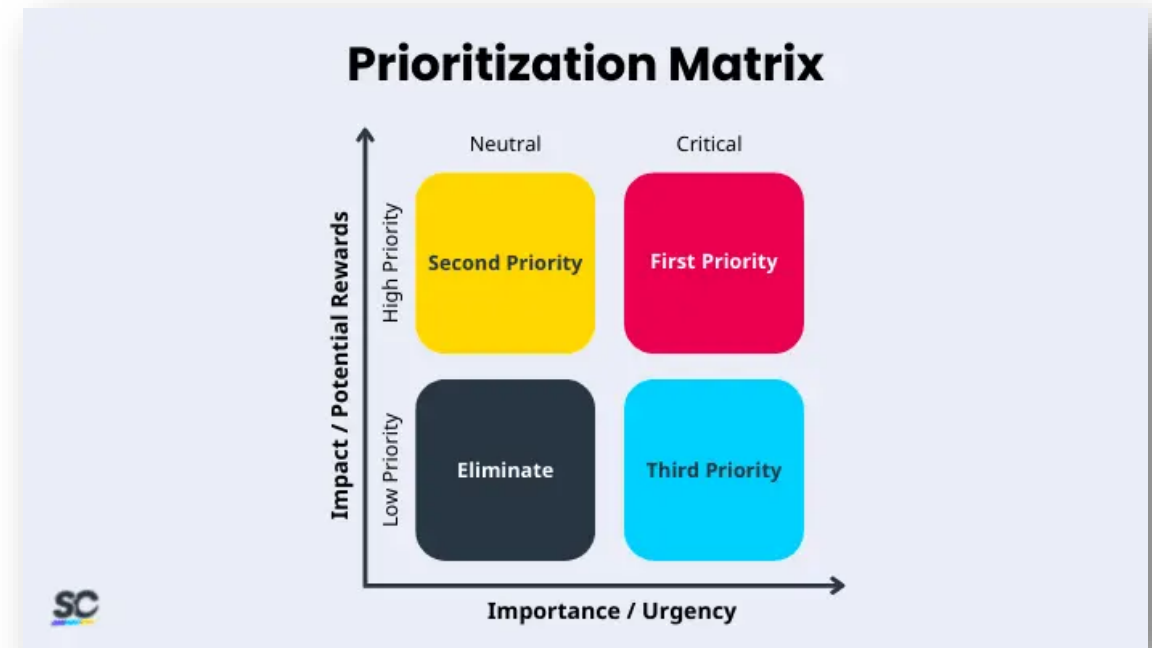 Prioritization Matrix
Neutral
Critical
Impact / Potential Rewards
High Priority
Second Priority
First Priority
Low Priority
Eliminate
Third Priority
Importance / Urgency
SC